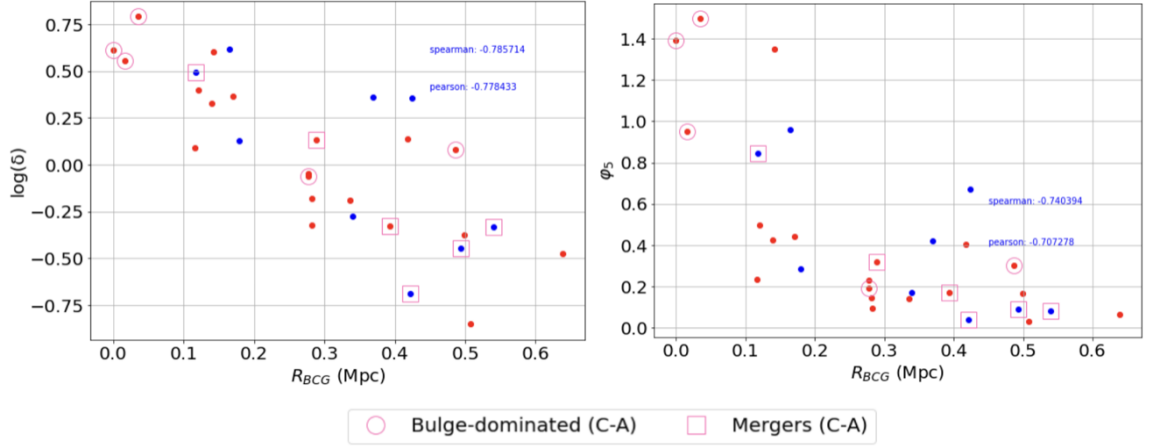 0.75
0.50
0.25
0.00
−0.25
−0.50
−0.75
log(δ)
spearman: -0.785714
pearson: -0.778433
0.0 0.1 0.2 0.3 0.4 0.5 0.6
R_BCG (Mpc)
1.4
1.2
1.0
0.8
0.6
0.4
0.2
0.0
φ₅
spearman: -0.740394
pearson: -0.707278
0.0 0.1 0.2 0.3 0.4 0.5 0.6
R_BCG (Mpc)
Bulge-dominated (C-A) Mergers (C-A)